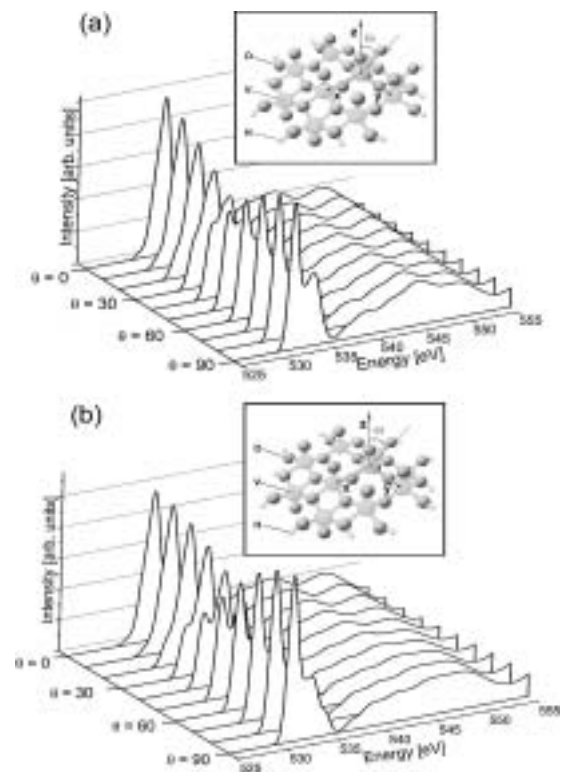 (a)
z
O
Intensity [arb. units]
θ = 0
θ = 30
θ = 60
θ = 90
525
530
535
540
545
550
555
Energy [eV]
(b)
z
O
V
H
Intensity [arb. units]
θ = 0
θ = 30
θ = 60
θ = 90
525
530
535
540
545
550
555
Energy [eV]